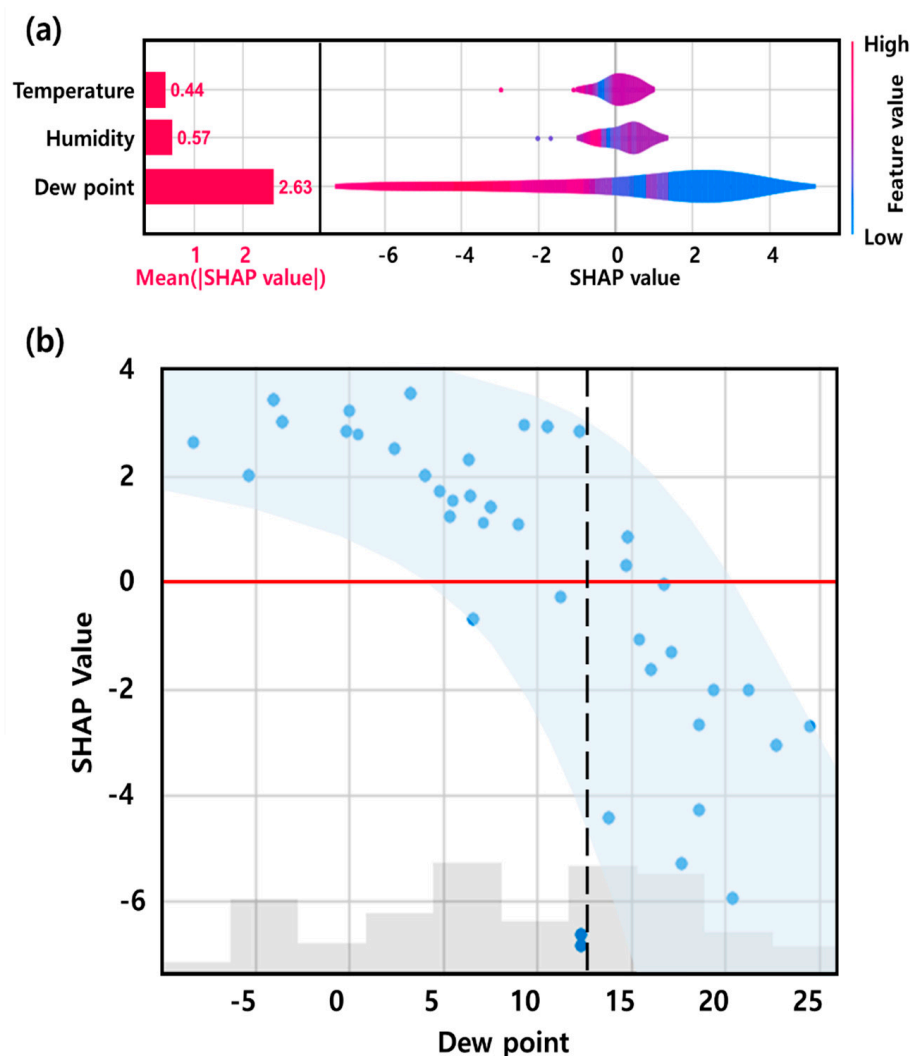 (a)
High
Temperature
0.44
Humidity
0.57
Dew point
2.63
Feature value
Low
1 2 -6 -4 -2 0 2 4
Mean(|SHAP value|) SHAP value
(b)
4
2
0
-2
-4
-6
SHAP Value
-5 0 5 10 15 20 25
Dew point